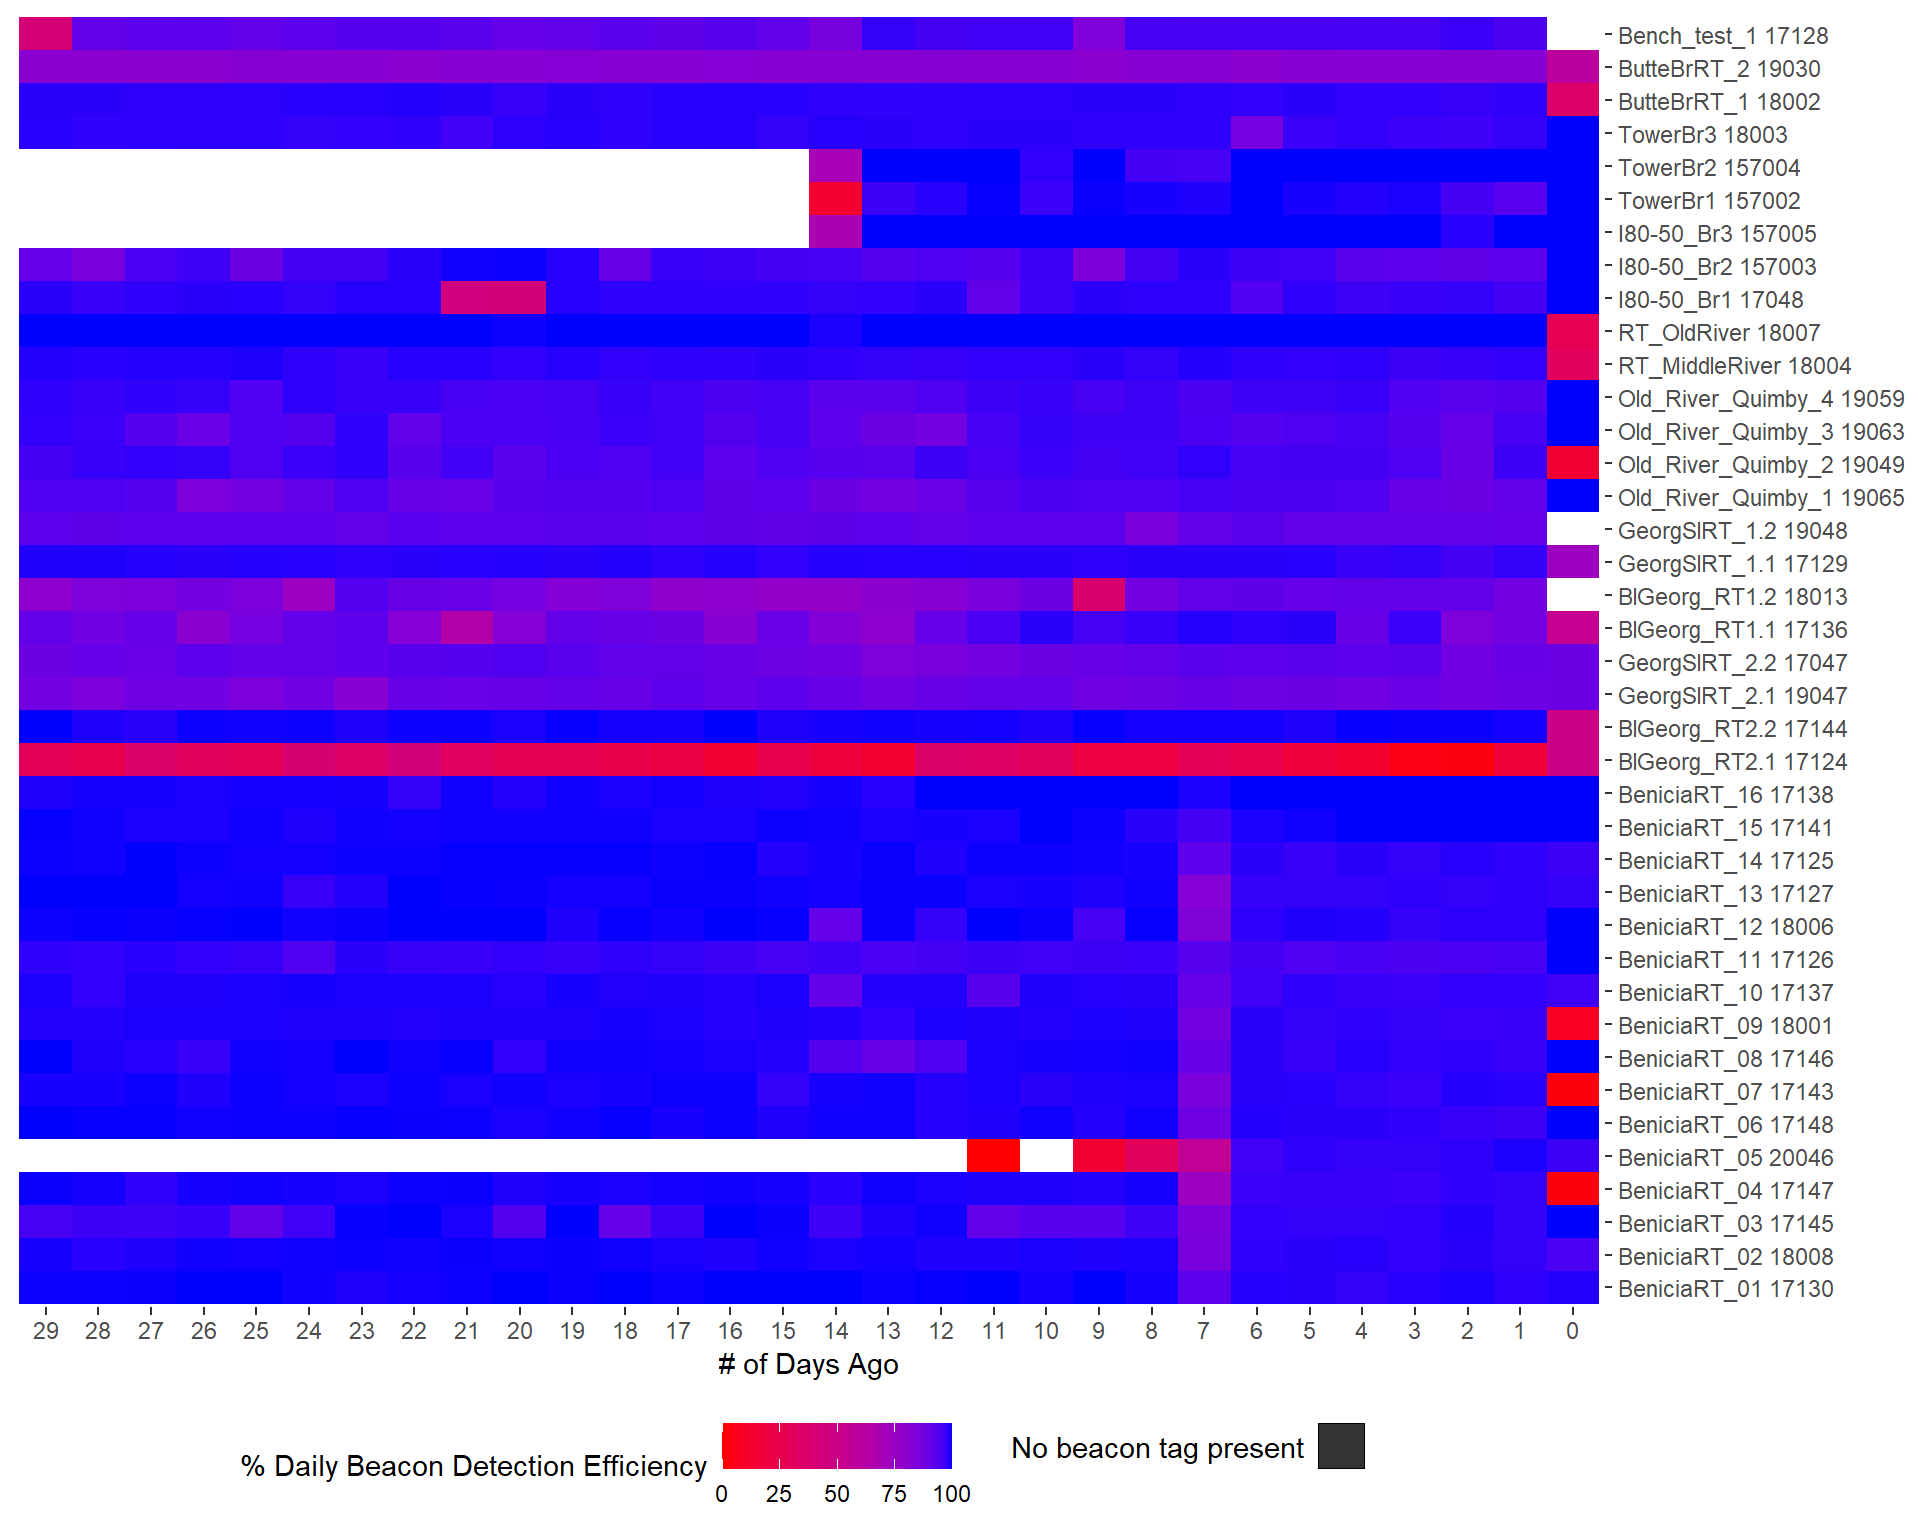 Bench_test_1 17128
ButteBrRT_2 19030
ButteBrRT_1 18002
TowerBr3 18003
TowerBr2 157004
TowerBr1 157002
I80-50_Br3 157005
I80-50_Br2 157003
I80-50_Br1 17048
RT_OldRiver 18007
RT_MiddleRiver 18004
Old_River_Quimby_4 19059
Old_River_Quimby_3 19063
Old_River_Quimby_2 19049
Old_River_Quimby_1 19065
GeorgSlRT_1.2 19048
GeorgSlRT_1.1 17129
BlGeorg_RT1.2 18013
BlGeorg_RT1.1 17136
GeorgSlRT_2.2 17047
GeorgSlRT_2.1 19047
BlGeorg_RT2.2 17144
BlGeorg_RT2.1 17124
BeniciaRT_16 17138
BeniciaRT_15 17141
BeniciaRT_14 17125
BeniciaRT_13 17127
BeniciaRT_12 18006
BeniciaRT_11 17126
BeniciaRT_10 17137
BeniciaRT_09 18001
BeniciaRT_08 17146
BeniciaRT_07 17143
BeniciaRT_06 17148
BeniciaRT_05 20046
BeniciaRT_04 17147
BeniciaRT_03 17145
BeniciaRT_02 18008
BeniciaRT_01 17130
29 28 27 26 25 24 23 22 21 20 19 18 17 16 15 14 13 12 11 10 9 8 7 6 5 4 3 2 1 0
# of Days Ago
% Daily Beacon Detection Efficiency
0 25 50 75 100
No beacon tag present